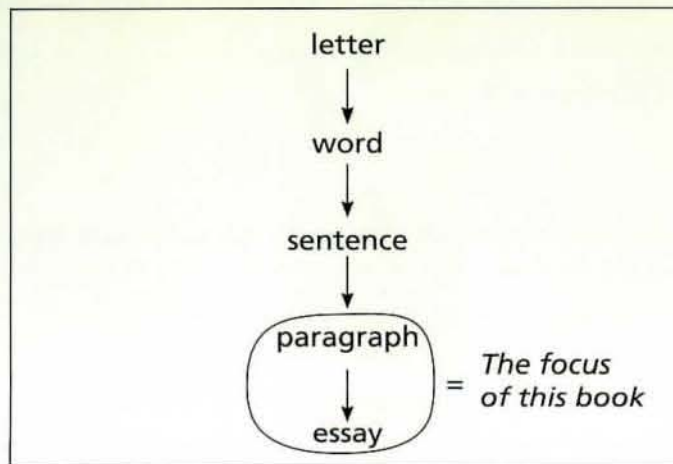 letter
word
sentence
paragraph
= The focus
of this book
essay